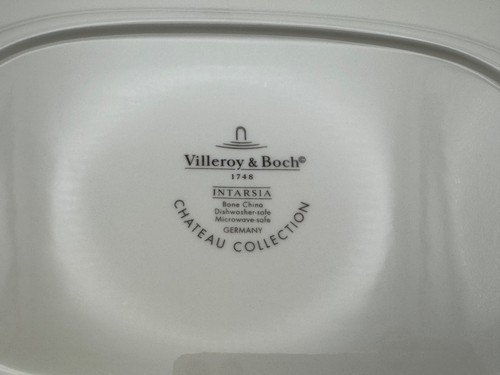 Villeroy & Boch©
1748
INTARSIA
Bone China
Dishwasher-safe
Microwave-safe
GERMANY
CHATEAU COLLECTION